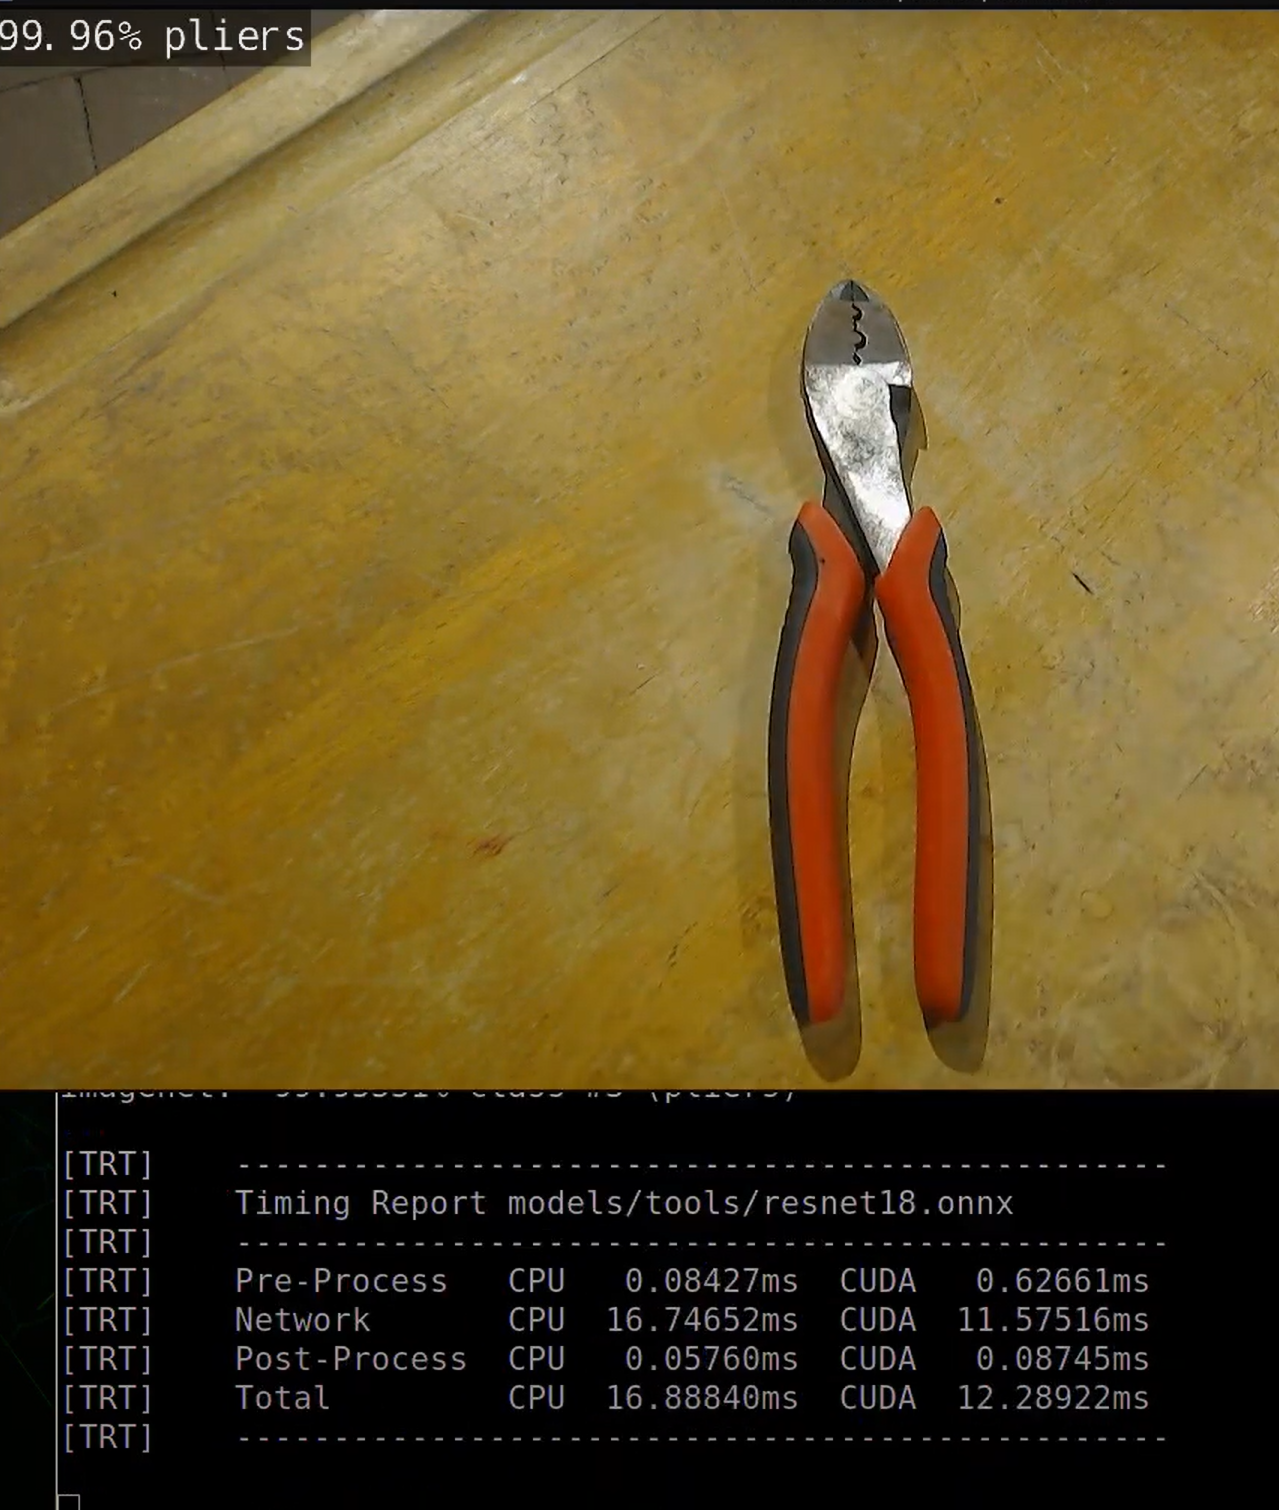 99.96% pliers
[TRT] ------------------------------------------------
[TRT] Timing Report models/tools/resnet18.onnx
[TRT] ------------------------------------------------
[TRT] Pre-Process CPU 0.08427ms CUDA 0.62661ms
[TRT] Network CPU 16.74652ms CUDA 11.57516ms
[TRT] Post-Process CPU 0.05760ms CUDA 0.08745ms
[TRT] Total CPU 16.88840ms CUDA 12.28922ms
[TRT] ------------------------------------------------